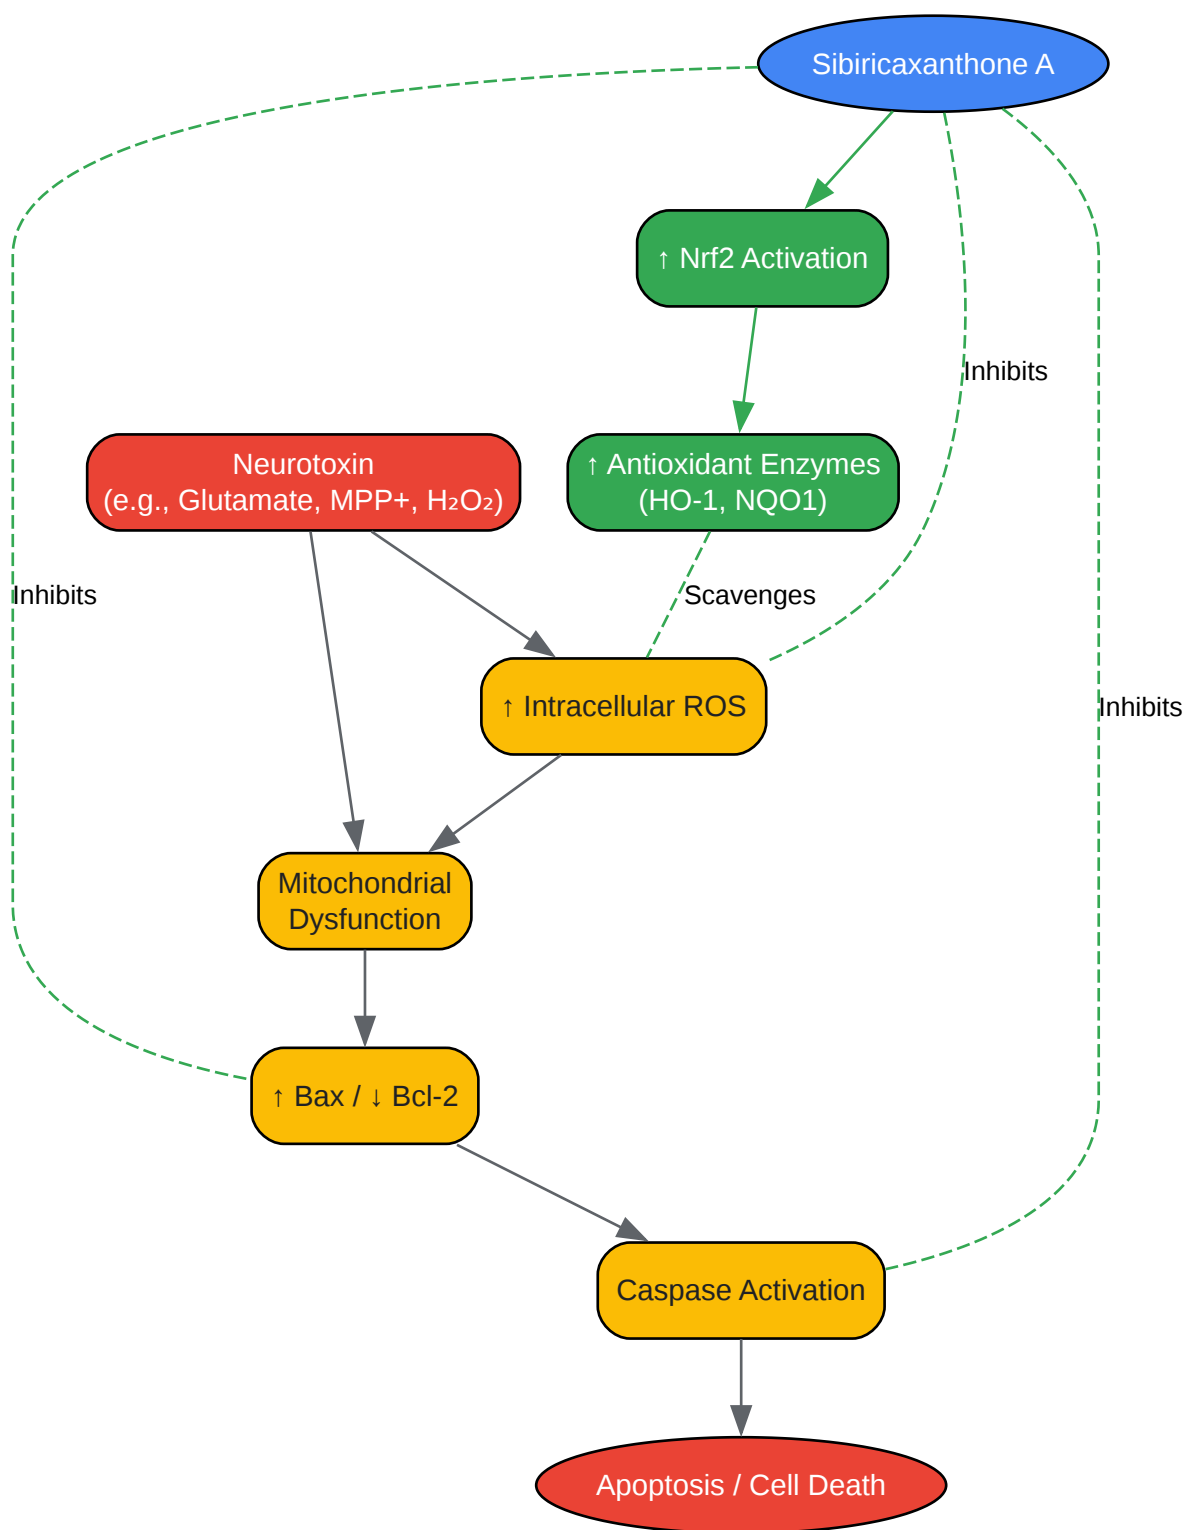 Sibiricaxanthone A
↑ Nrf2 Activation
Inhibits
Neurotoxin
(e.g., Glutamate, MPP+, H₂O₂)
↑ Antioxidant Enzymes
(HO-1, NQO1)
Inhibits
Scavenges
↑ Intracellular ROS
Inhibits
Mitochondrial
Dysfunction
↑ Bax / ↓ Bcl-2
Caspase Activation
Apoptosis / Cell Death